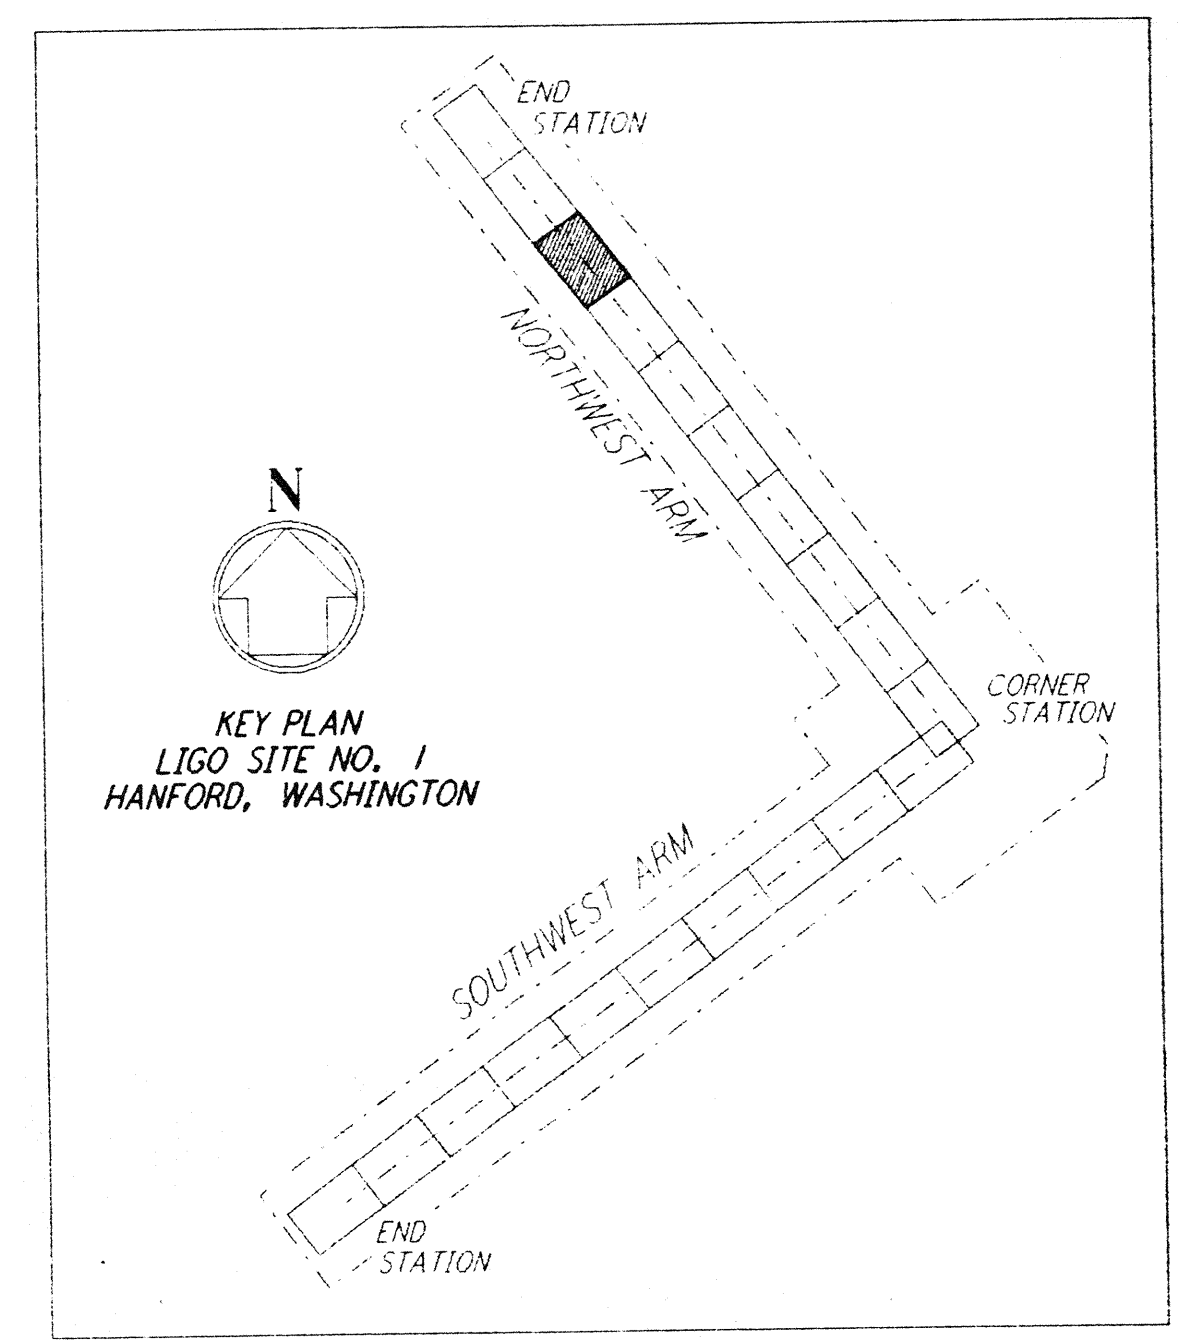 END
STATION
NORTHWEST ARM
N
CORNER
STATION
KEY PLAN
LIGO SITE NO. 1
HANFORD, WASHINGTON
SOUTHWEST ARM
END
STATION